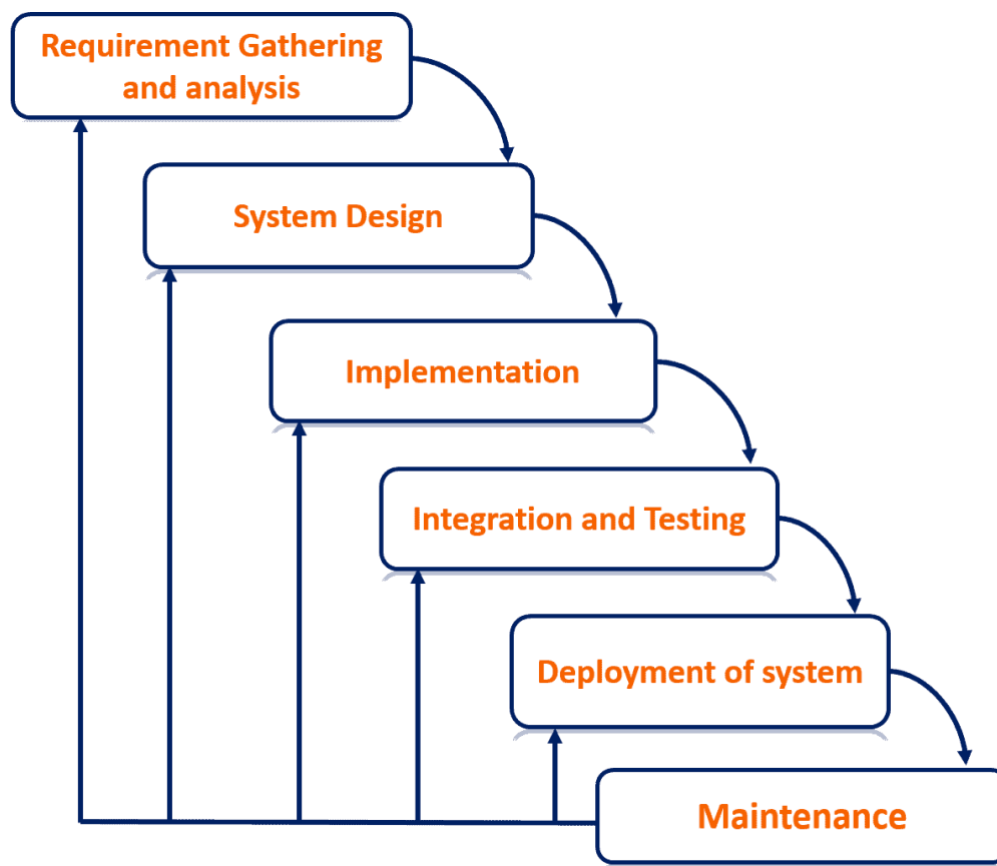 Requirement Gathering
and analysis
System Design
Implementation
Integration and Testing
Deployment of system
Maintenance